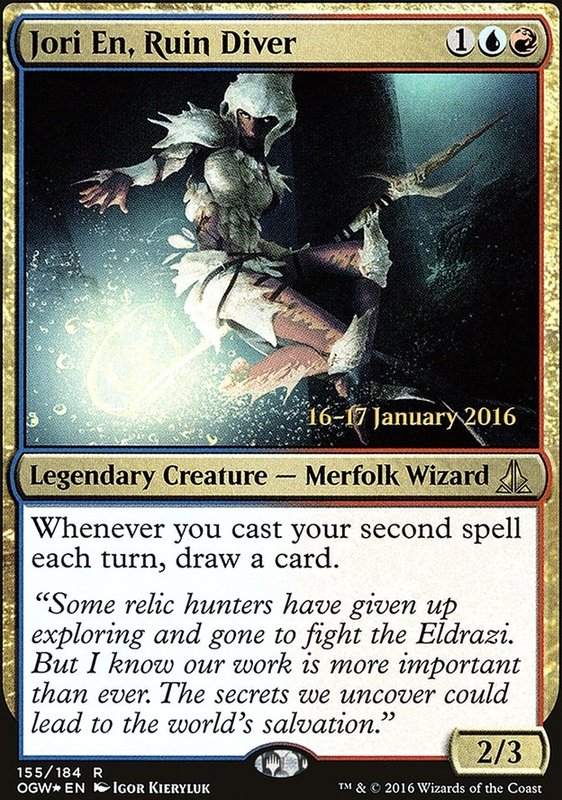 Jori En, Ruin Diver 1
16–17 January 2016
Legendary Creature — Merfolk Wizard
Whenever you cast your second spell
each turn, draw a card.
“Some relic hunters have given up
exploring and gone to fight the Eldrazi.
But I know our work is more important
than ever. The secrets we uncover could
lead to the world’s salvation.”
2/3
155/184 R
OGW★EN Igor Kieryluk ™ & © 2016 Wizards of the Coast